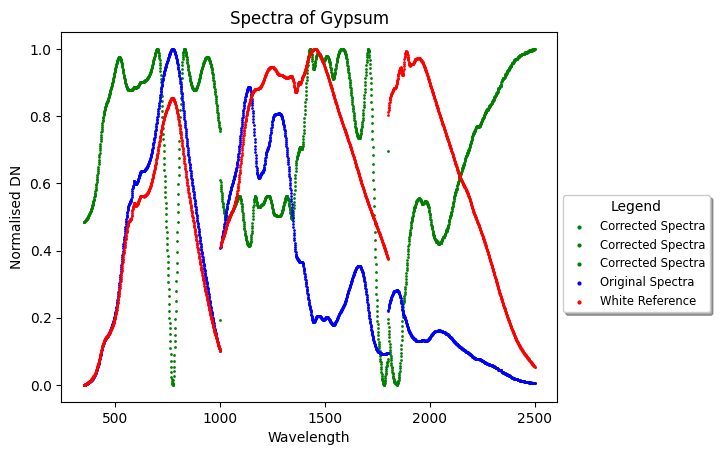 Spectra of Gypsum
Normalised DN
1.0
0.8
0.6
0.4
0.2
0.0
500
1000
1500
2000
2500
Wavelength
Legend
Corrected Spectra
Corrected Spectra
Corrected Spectra
Original Spectra
White Reference